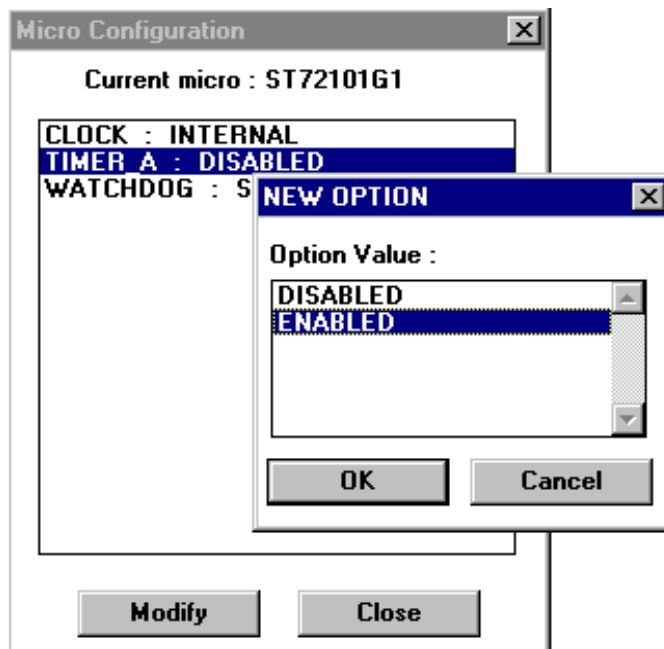 Micro Configuration
Current micro : ST72101G1
CLOCK : INTERNAL
TIMER_A : DISABLED
WATCHDOG : S
NEW OPTION
Option Value :
DISABLED
ENABLED
OK
Cancel
Modify
Close